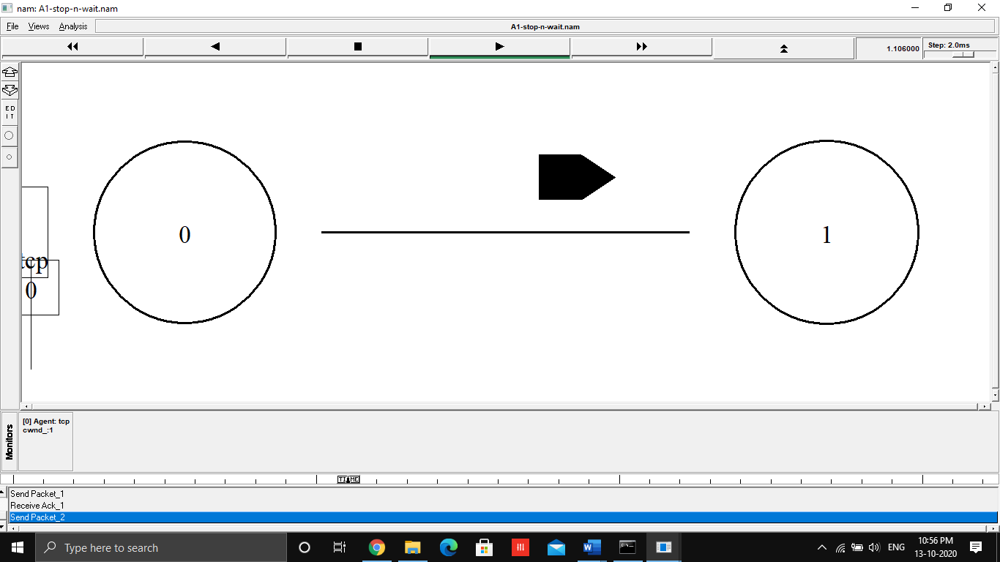 nam: A1-stop-n-wait.nam
File Views Analysis A1-stop-n-wait.nam
1.106000 Step: 2.0ms
ED
IT
0
1
tcp
0
Monitors
[0] Agent: tcp
cwnd_:1
TIME
Send Packet_1
Receive Ack_1
Send Packet_2
Type here to search
ENG
10:56 PM
13-10-2020